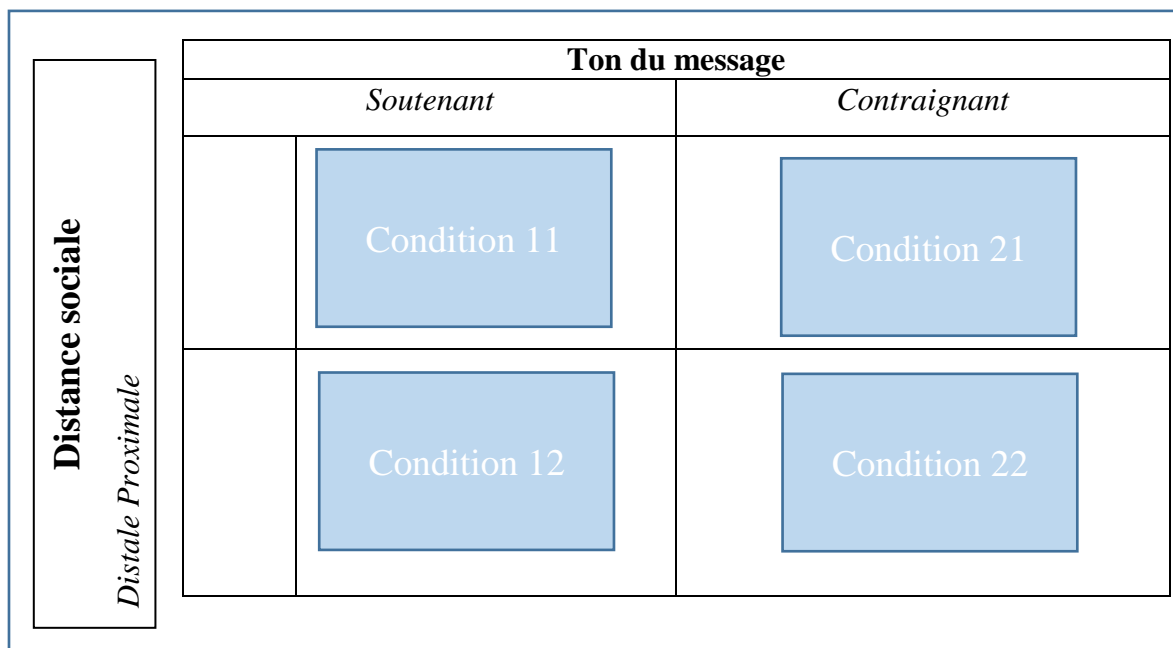 Ton du message
Soutenant Contraignant
Distance sociale
Distale Proximale
Condition 11 Condition 21
Condition 12 Condition 22